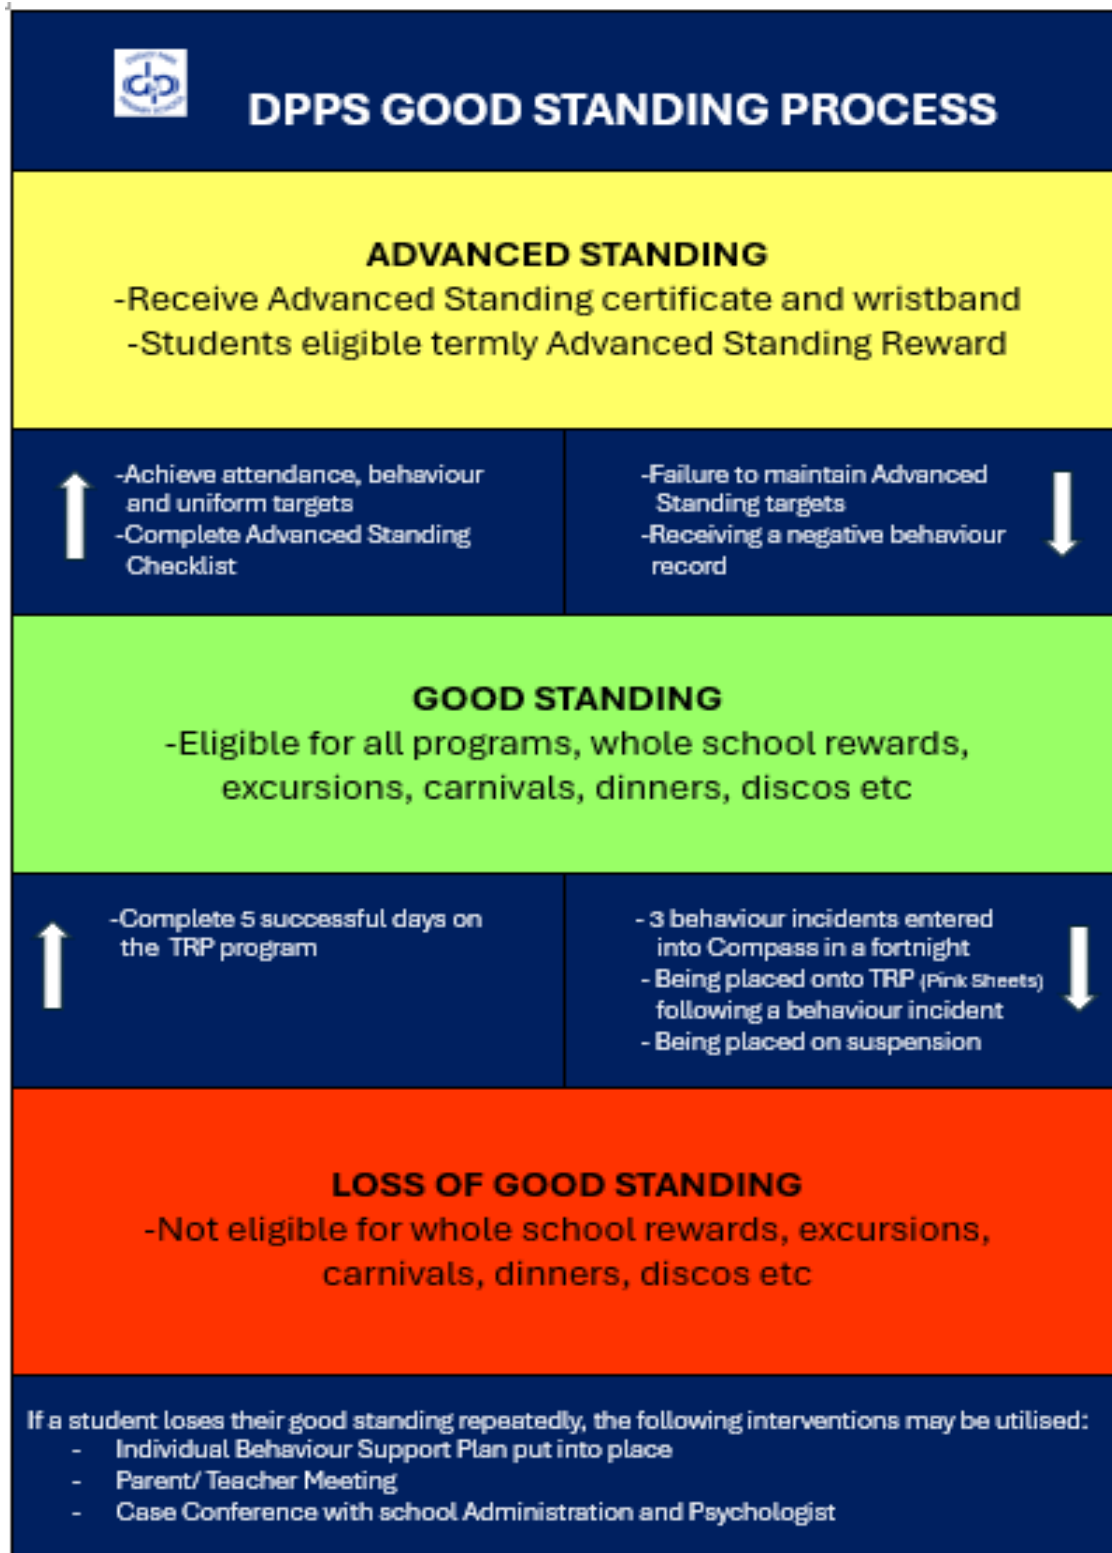 DPPS GOOD STANDING PROCESS
ADVANCED STANDING
-Receive Advanced Standing certificate and wristband
-Students eligible termly Advanced Standing Reward
-Achieve attendance, behaviour
and uniform targets
-Complete Advanced Standing
Checklist
-Failure to maintain Advanced
Standing targets
-Receiving a negative behaviour
record
GOOD STANDING
-Eligible for all programs, whole school rewards,
excursions, carnivals, dinners, discos etc
-Complete 5 successful days on
the TRP program
- 3 behaviour incidents entered
into Compass in a fortnight
- Being placed onto TRP (Pink Sheets)
following a behaviour incident
- Being placed on suspension
LOSS OF GOOD STANDING
-Not eligible for whole school rewards, excursions,
carnivals, dinners, discos etc
If a student loses their good standing repeatedly, the following interventions may be utilised:
- Individual Behaviour Support Plan put into place
- Parent/ Teacher Meeting
- Case Conference with school Administration and Psychologist